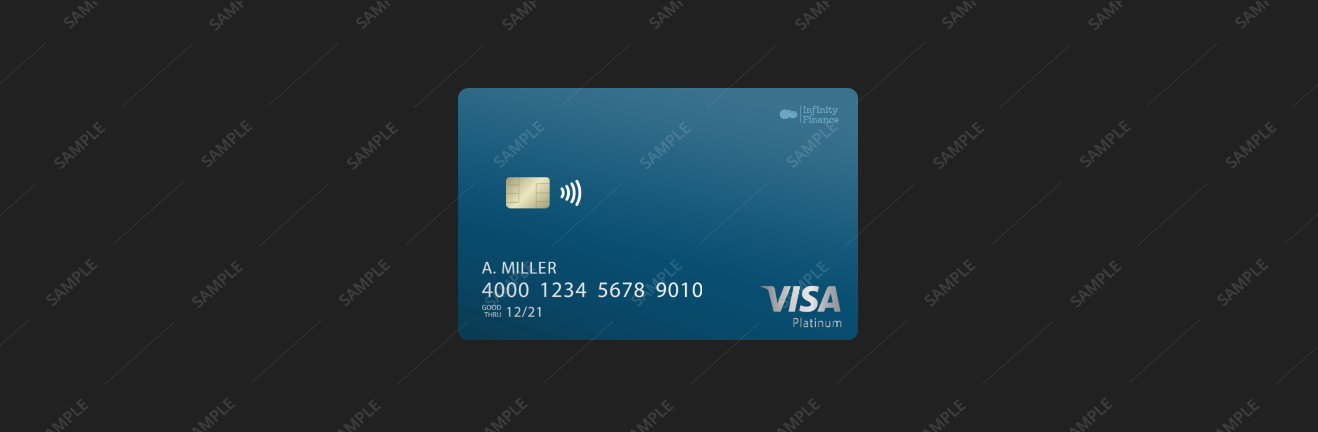 Infinity
Finance
A. MILLER
4000 1234 5678 9010
GOOD
THRU 12/21
VISA
Platinum
SAMPLE